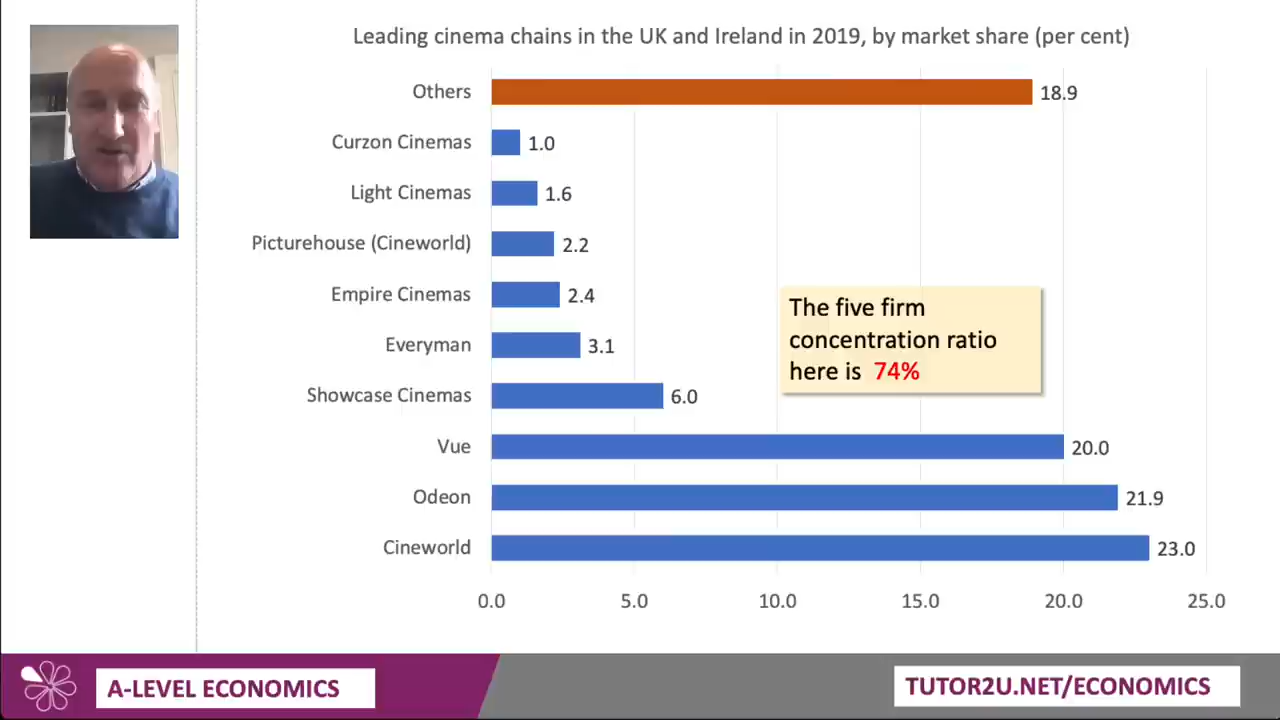 Leading cinema chains in the UK and Ireland in 2019, by market share (per cent)
Others 18.9
Curzon Cinemas 1.0
Light Cinemas 1.6
Picturehouse (Cineworld) 2.2
Empire Cinemas 2.4
Everyman 3.1
Showcase Cinemas 6.0
Vue 20.0
Odeon 21.9
Cineworld 23.0
0.0 5.0 10.0 15.0 20.0 25.0
The five firm
concentration ratio
here is 74%
A-LEVEL ECONOMICS
TUTOR2U.NET/ECONOMICS